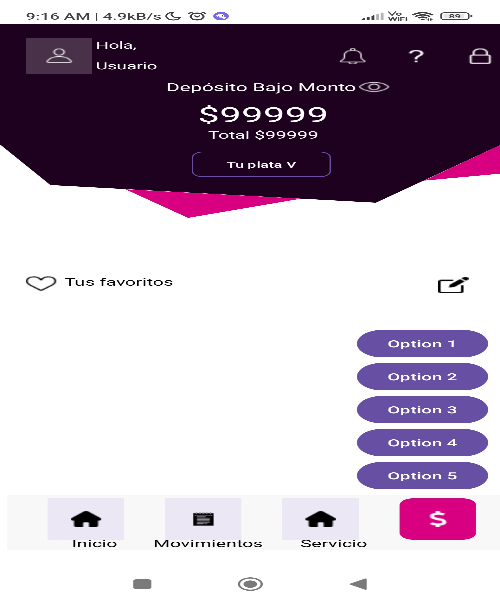 9:16 AM | 4.9kB/s
Vo WiFi
89
Hola,
Usuario
?
Depósito Bajo Monto
$99999
Total $99999
Tu plata V
Tus favoritos
Option 1
Option 2
Option 3
Option 4
Option 5
$
Inicio
Movimientos
Servicio